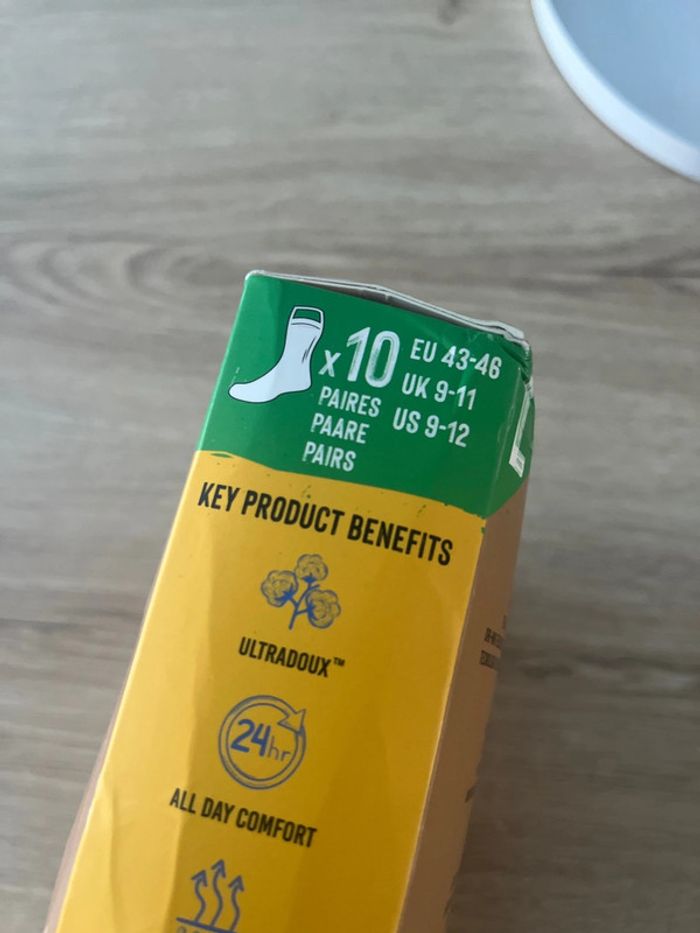 x 10
PAIRES
PAARE
PAIRS
EU 43-46
UK 9-11
US 9-12
KEY PRODUCT BENEFITS
ULTRADOUX™
24hr
ALL DAY COMFORT